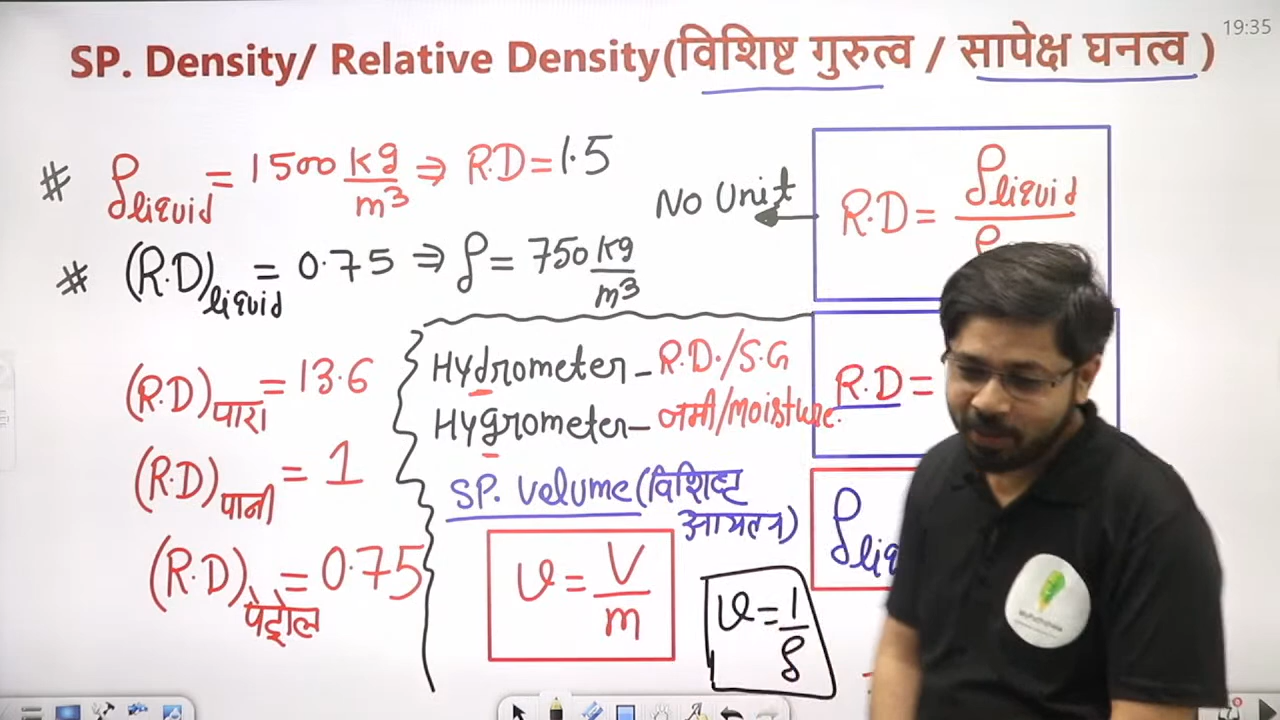 19:35
SP. Density/ Relative Density(विशिष्ट गुरुत्व / सापेक्ष घनत्व )
# ρliquid = 1500 kg/m³ ⇒ R.D = 1.5
No Unit
R.D = ρliquid/ρ
# (R.D)liquid = 0.75 ⇒ ρ = 750 kg/m³
Hydrometer - R.D./S.G
Hygrometer - नमी/Moisture.
R.D =
(R.D)पारा = 13.6
(R.D)पानी = 1
(R.D)पेट्रोल = 0.75
SP. Volume (विशिष्ट
आयतन)
ρliq
v = V/m
v = 1/ρ